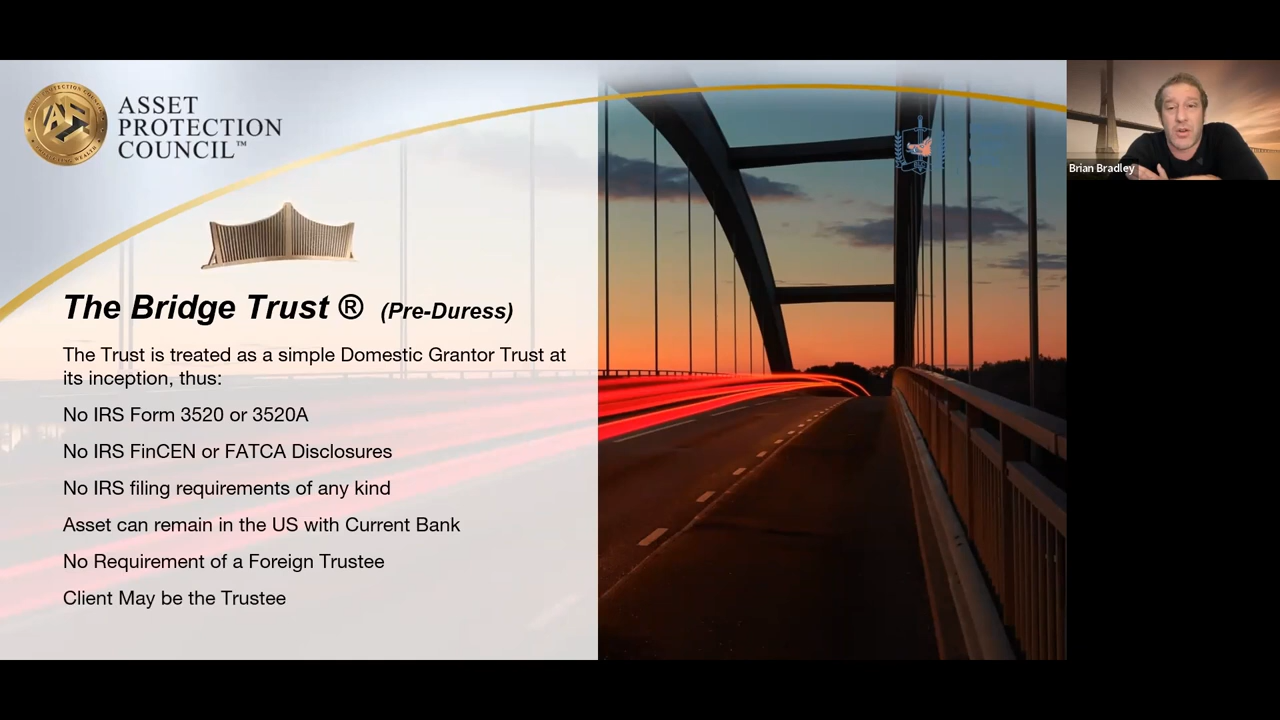 ASSET
PROTECTION
COUNCIL™
The Bridge Trust ® (Pre-Duress)
The Trust is treated as a simple Domestic Grantor Trust at
its inception, thus:
No IRS Form 3520 or 3520A
No IRS FinCEN or FATCA Disclosures
No IRS filing requirements of any kind
Asset can remain in the US with Current Bank
No Requirement of a Foreign Trustee
Client May be the Trustee
Brian Bradley